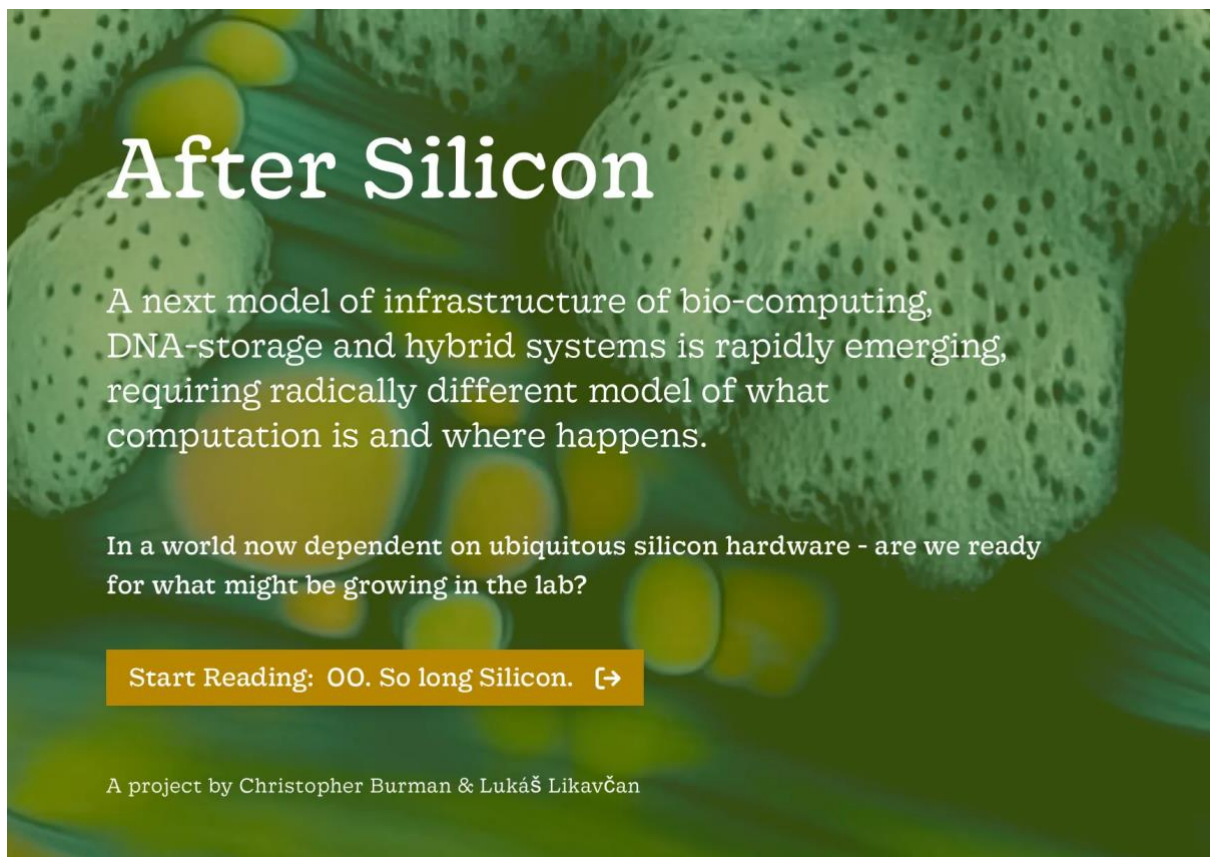 After Silicon
A next model of infrastructure of bio-computing,
DNA-storage and hybrid systems is rapidly emerging,
requiring radically different model of what
computation is and where happens.
In a world now dependent on ubiquitous silicon hardware - are we ready
for what might be growing in the lab?
Start Reading: 00. So long Silicon.
A project by Christopher Burman & Lukáš Likavčan